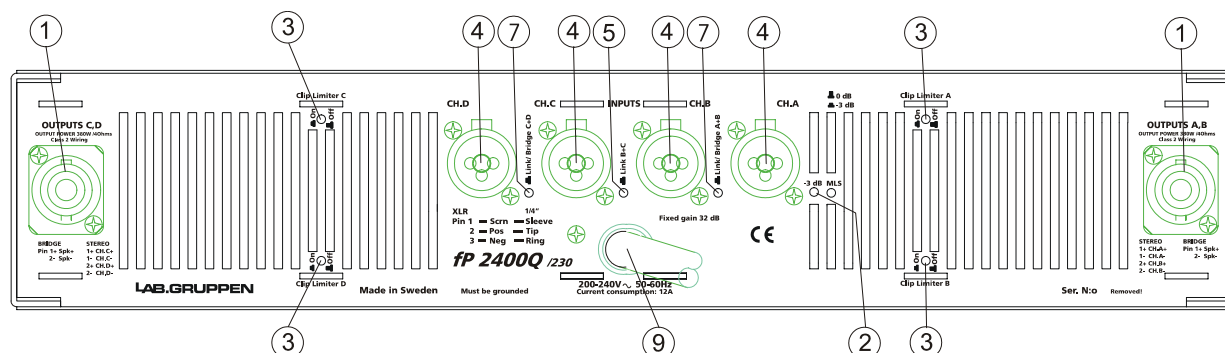 1
3
4
7
4
5
4
7
4
3
1
OUTPUTS C,D
OUTPUT POWER 380W /4Ohms
Class 2 Wiring
BRIDGE
Pin 1+ Spk+
2- Spk-
STEREO
1+ CH.C+
1- CH.C-
2+ CH.D+
2- CH.D-
Clip Limiter C
On
Off
On
Off
Clip Limiter D
LAB.GRUPPEN
Made in Sweden
CH.D
CH.C
INPUTS
CH.B
CH.A
Link/ Bridge C+D
Link B+C
Link/ Bridge A+B
0 dB
-3 dB
-3 dB MLS
XLR 1/4"
Pin 1 Scrn Sleeve
2 Pos Tip
3 Neg Ring
fP 2400Q /230
Must be grounded
Fixed gain 32 dB
CE
200-240V ~ 50-60Hz
Current consumption: 12A
Clip Limiter A
On
Off
On
Off
Clip Limiter B
Ser. N:o Removed!
OUTPUTS A,B
OUTPUT POWER 380W /4Ohms
Class 2 Wiring
STEREO
1+ CH.A+
1- CH.A-
2+ CH.B+
2- CH.B-
BRIDGE
Pin 1+ Spk+
2- Spk-
3
9
2
3